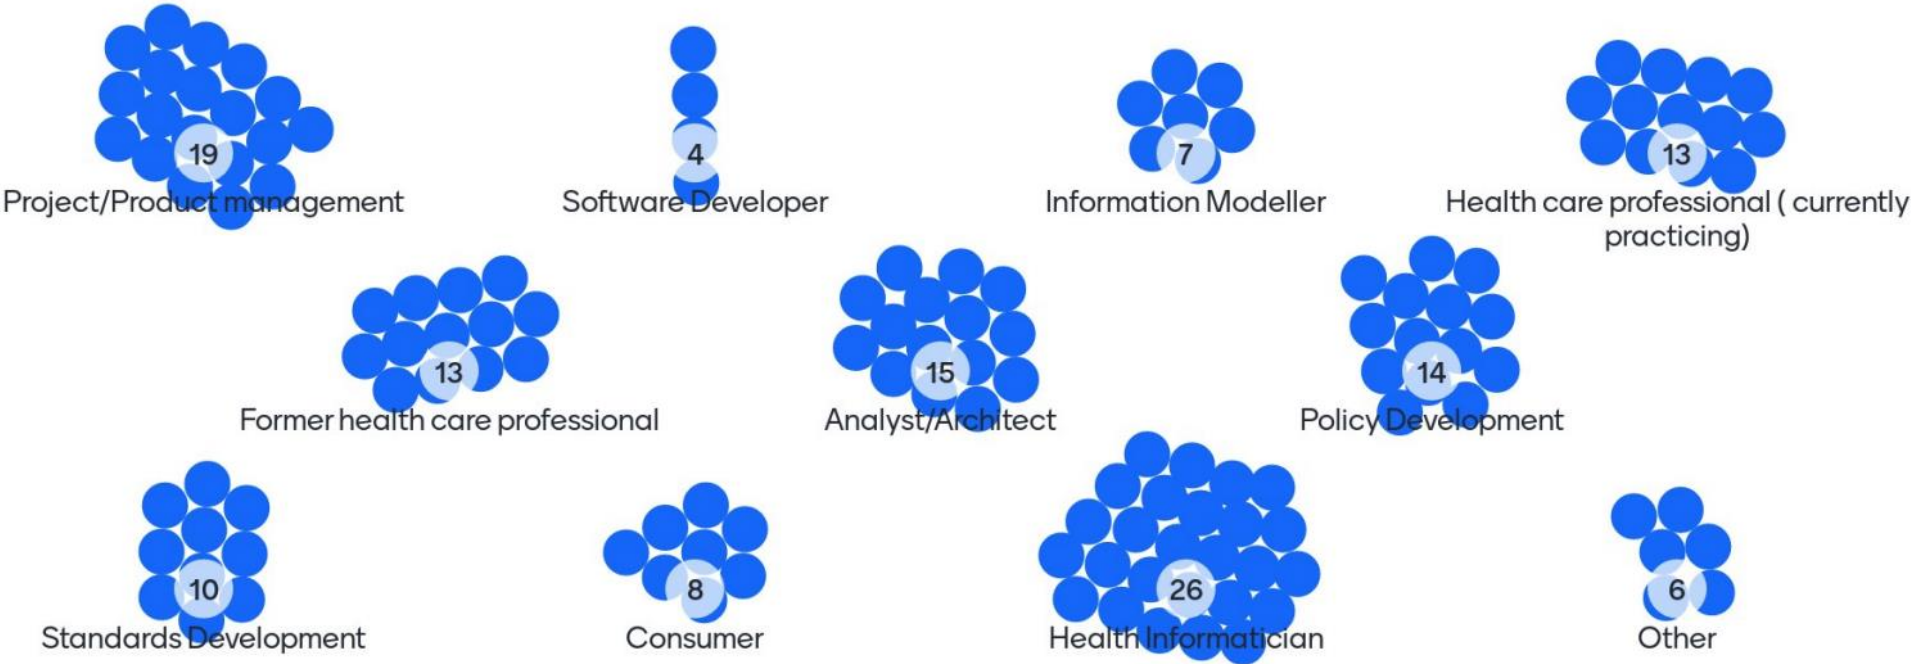 19
4
7
13
Project/Product management
Software Developer
Information Modeller
Health care professional ( currently
practicing)
13
15
14
Former health care professional
Analyst/Architect
Policy Development
10
8
26
6
Standards Development
Consumer
Health Informatician
Other